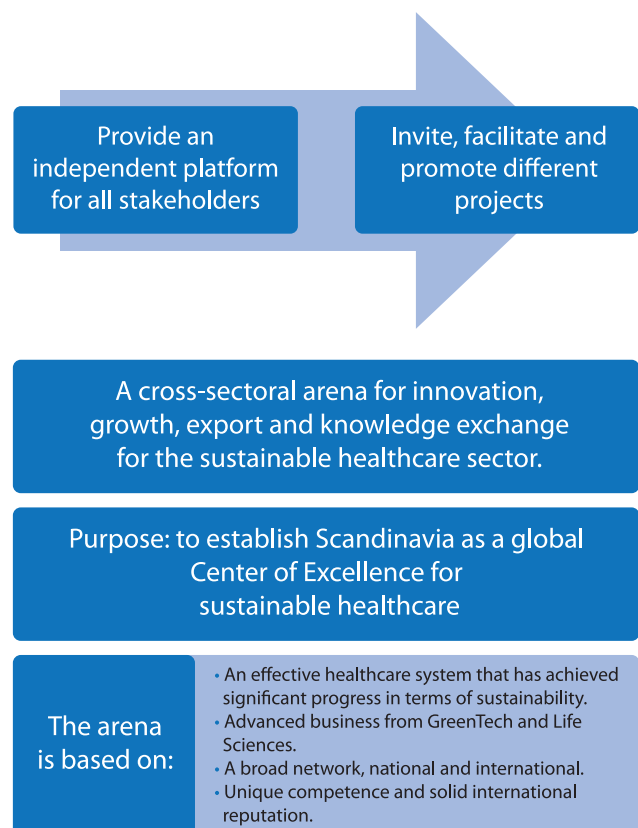 Provide an
independent platform
for all stakeholders
Invite, facilitate and
promote different
projects
A cross-sectoral arena for innovation,
growth, export and knowledge exchange
for the sustainable healthcare sector.
Purpose: to establish Scandinavia as a global
Center of Excellence for
sustainable healthcare
The arena
is based on:
• An effective healthcare system that has achieved
significant progress in terms of sustainability.
• Advanced business from GreenTech and Life
Sciences.
• A broad network, national and international.
• Unique competence and solid international
reputation.